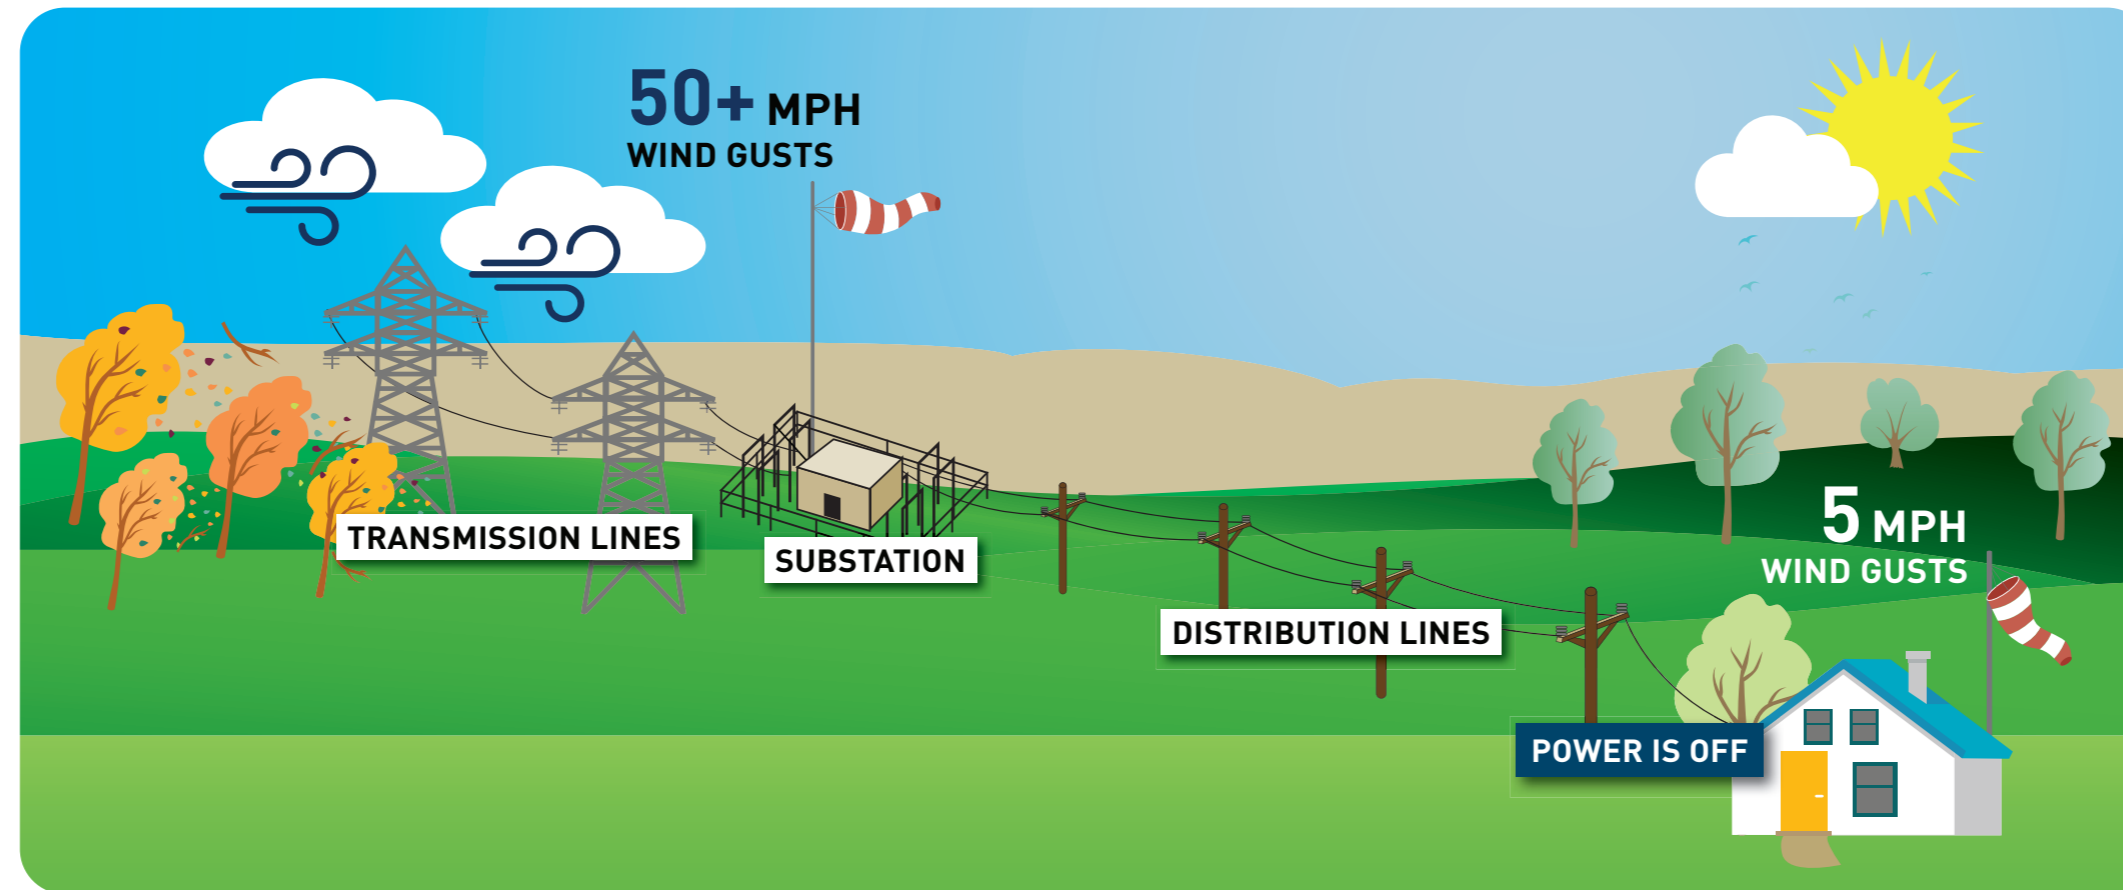 50+ MPH
WIND GUSTS
TRANSMISSION LINES
SUBSTATION
DISTRIBUTION LINES
5 MPH
WIND GUSTS
POWER IS OFF